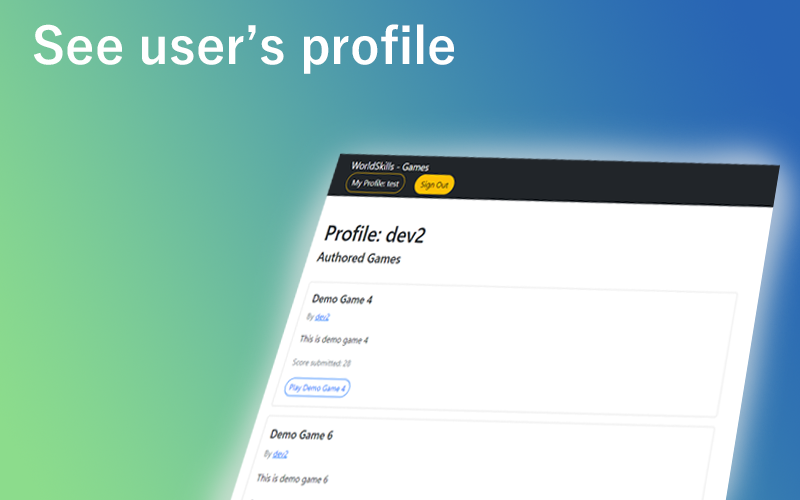 See user’s profile
WorldSkills - Games
My Profile: test
Sign Out
Profile: dev2
Authored Games
Demo Game 4
By dev2
This is demo game 4
Score submitted: 28
Play Demo Game 4
Demo Game 6
By dev2
This is demo game 6